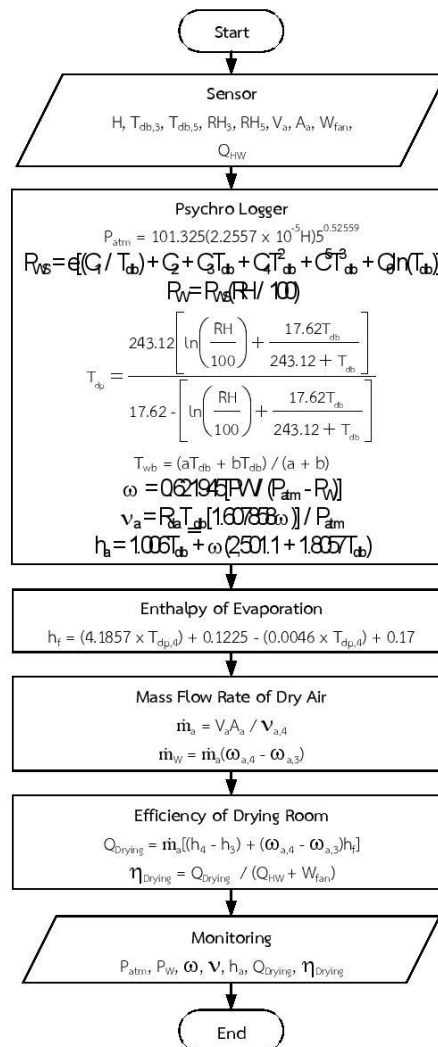 Start
Sensor
H, T_db,3, T_db,5, RH_3, RH_5, V_a, A_a, W_fan,
Q_HW
Psychro Logger
P_atm = 101.325(2.2557 x 10^-5H)5^0.52559
P_WS = e[(C_1 / T_db) + C_2 + C_3T_db + C_4T^2_db + C^5T^3_db + C_6ln(T_db)]
P_W = P_WS(RH / 100)
T_dp = 243.12[ln(RH/100) + 17.62T_db/(243.12 + T_db)] / 17.62 - [ln(RH/100) + 17.62T_db/(243.12 + T_db)]
T_wb = (aT_db + bT_db) / (a + b)
ω = 0.621945[PW / (P_atm - P_W)]
ν_a = R_da T_db[1.607858ω)] / P_atm
h_a = 1.006T_db + ω(2,501.1 + 1.8057T_db)
Enthalpy of Evaporation
h_f = (4.1857 x T_dp,4) + 0.1225 - (0.0046 x T_dp,4) + 0.17
Mass Flow Rate of Dry Air
ṁ_a = V_aA_a / ν_a,4
ṁ_W = ṁ_a(ω_a,4 - ω_a,3)
Efficiency of Drying Room
Q_Drying = ṁ_a[(h_4 - h_3) + (ω_a,4 - ω_a,3)h_f]
η_Drying = Q_Drying / (Q_HW + W_fan)
Monitoring
P_atm, P_W, ω, ν, h_a, Q_Drying, η_Drying
End